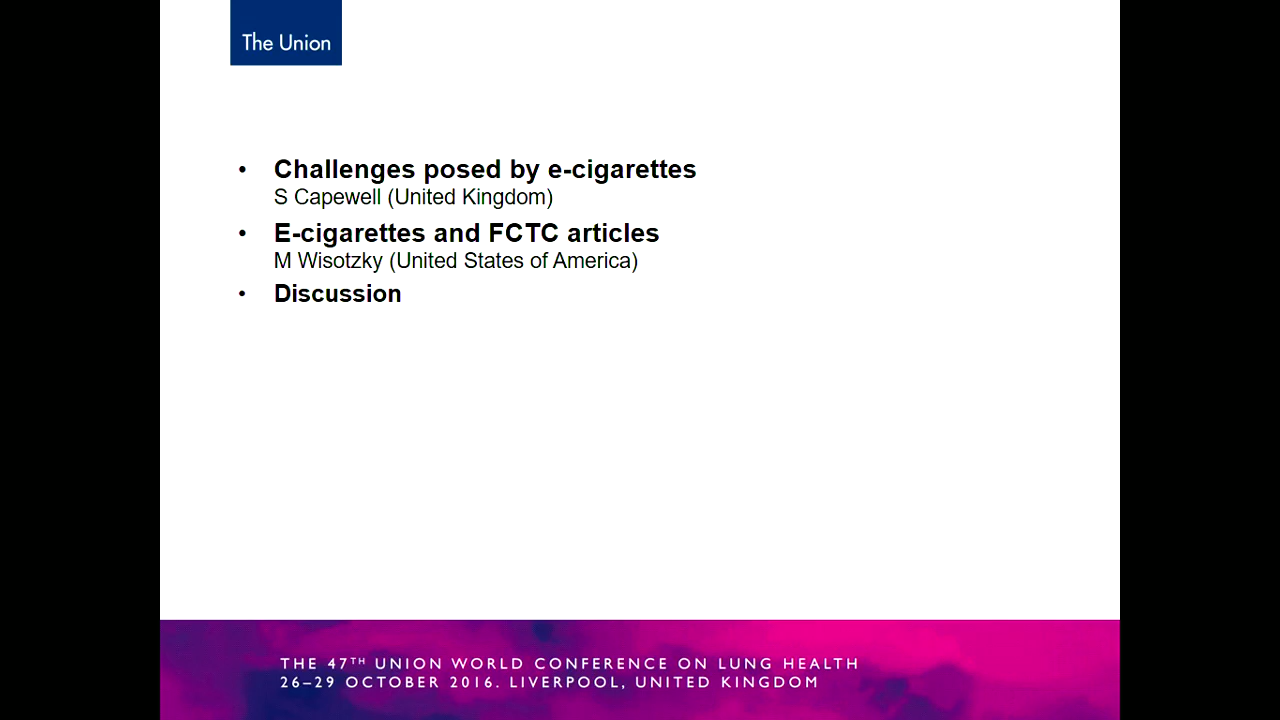 The Union
• Challenges posed by e-cigarettes
S Capewell (United Kingdom)
• E-cigarettes and FCTC articles
M Wisotzky (United States of America)
• Discussion
THE 47TH UNION WORLD CONFERENCE ON LUNG HEALTH
26–29 OCTOBER 2016. LIVERPOOL, UNITED KINGDOM